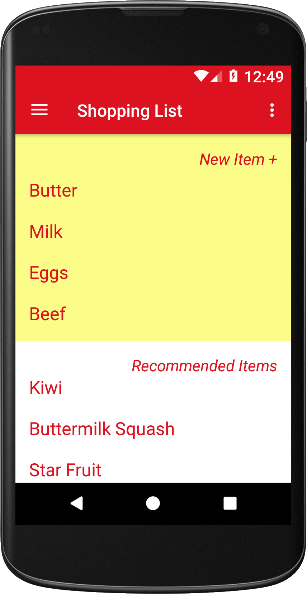 12:49
Shopping List
New Item +
Butter
Milk
Eggs
Beef
Recommended Items
Kiwi
Buttermilk Squash
Star Fruit